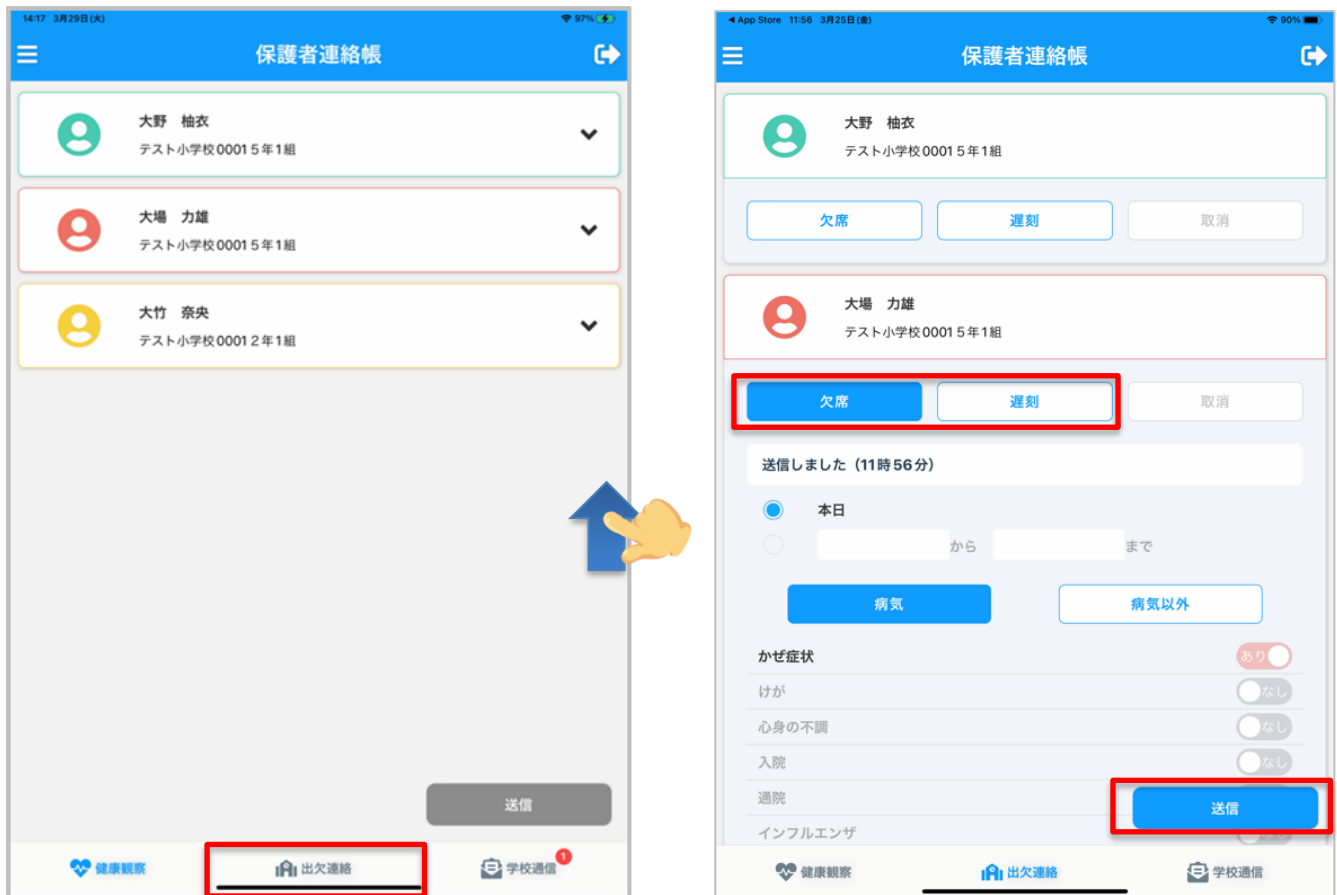 14:17 3月29日(火)
97%
保護者連絡帳
大野 柚衣
テスト小学校0001 5年1組
大場 力雄
テスト小学校0001 5年1組
大竹 奈央
テスト小学校0001 2年1組
送信
健康観察
出欠連絡
学校通信
1
App Store 11:56 3月25日(金)
90%
保護者連絡帳
大野 柚衣
テスト小学校0001 5年1組
欠席 遅刻 取消
大場 力雄
テスト小学校0001 5年1組
欠席 遅刻 取消
送信しました(11時56分)
本日
から まで
病気 病気以外
かぜ症状 あり
けが なし
心身の不調 なし
入院 なし
通院
送信
インフルエンザ
健康観察
出欠連絡
学校通信